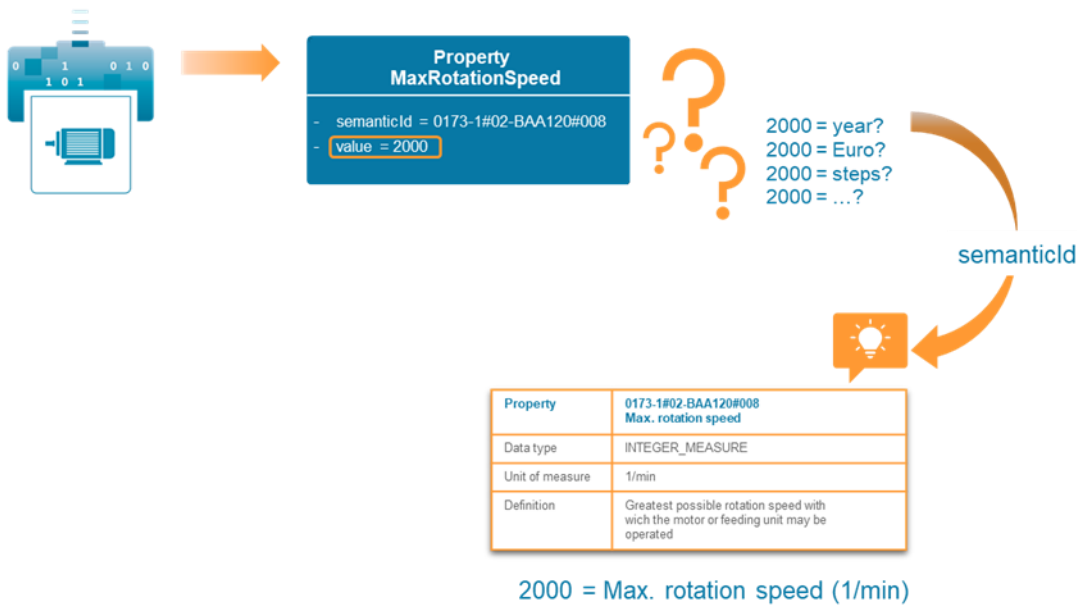 0 1 0 1 0
1 0 1
Property
MaxRotationSpeed
- semanticId = 0173-1#02-BAA120#008
- value = 2000
? ? ?
2000 = year?
2000 = Euro?
2000 = steps?
2000 = …?
semanticId
Property 0173-1#02-BAA120#008
Max. rotation speed
Data type INTEGER_MEASURE
Unit of measure 1/min
Definition Greatest possible rotation speed with
wich the motor or feeding unit may be
operated
2000 = Max. rotation speed (1/min)